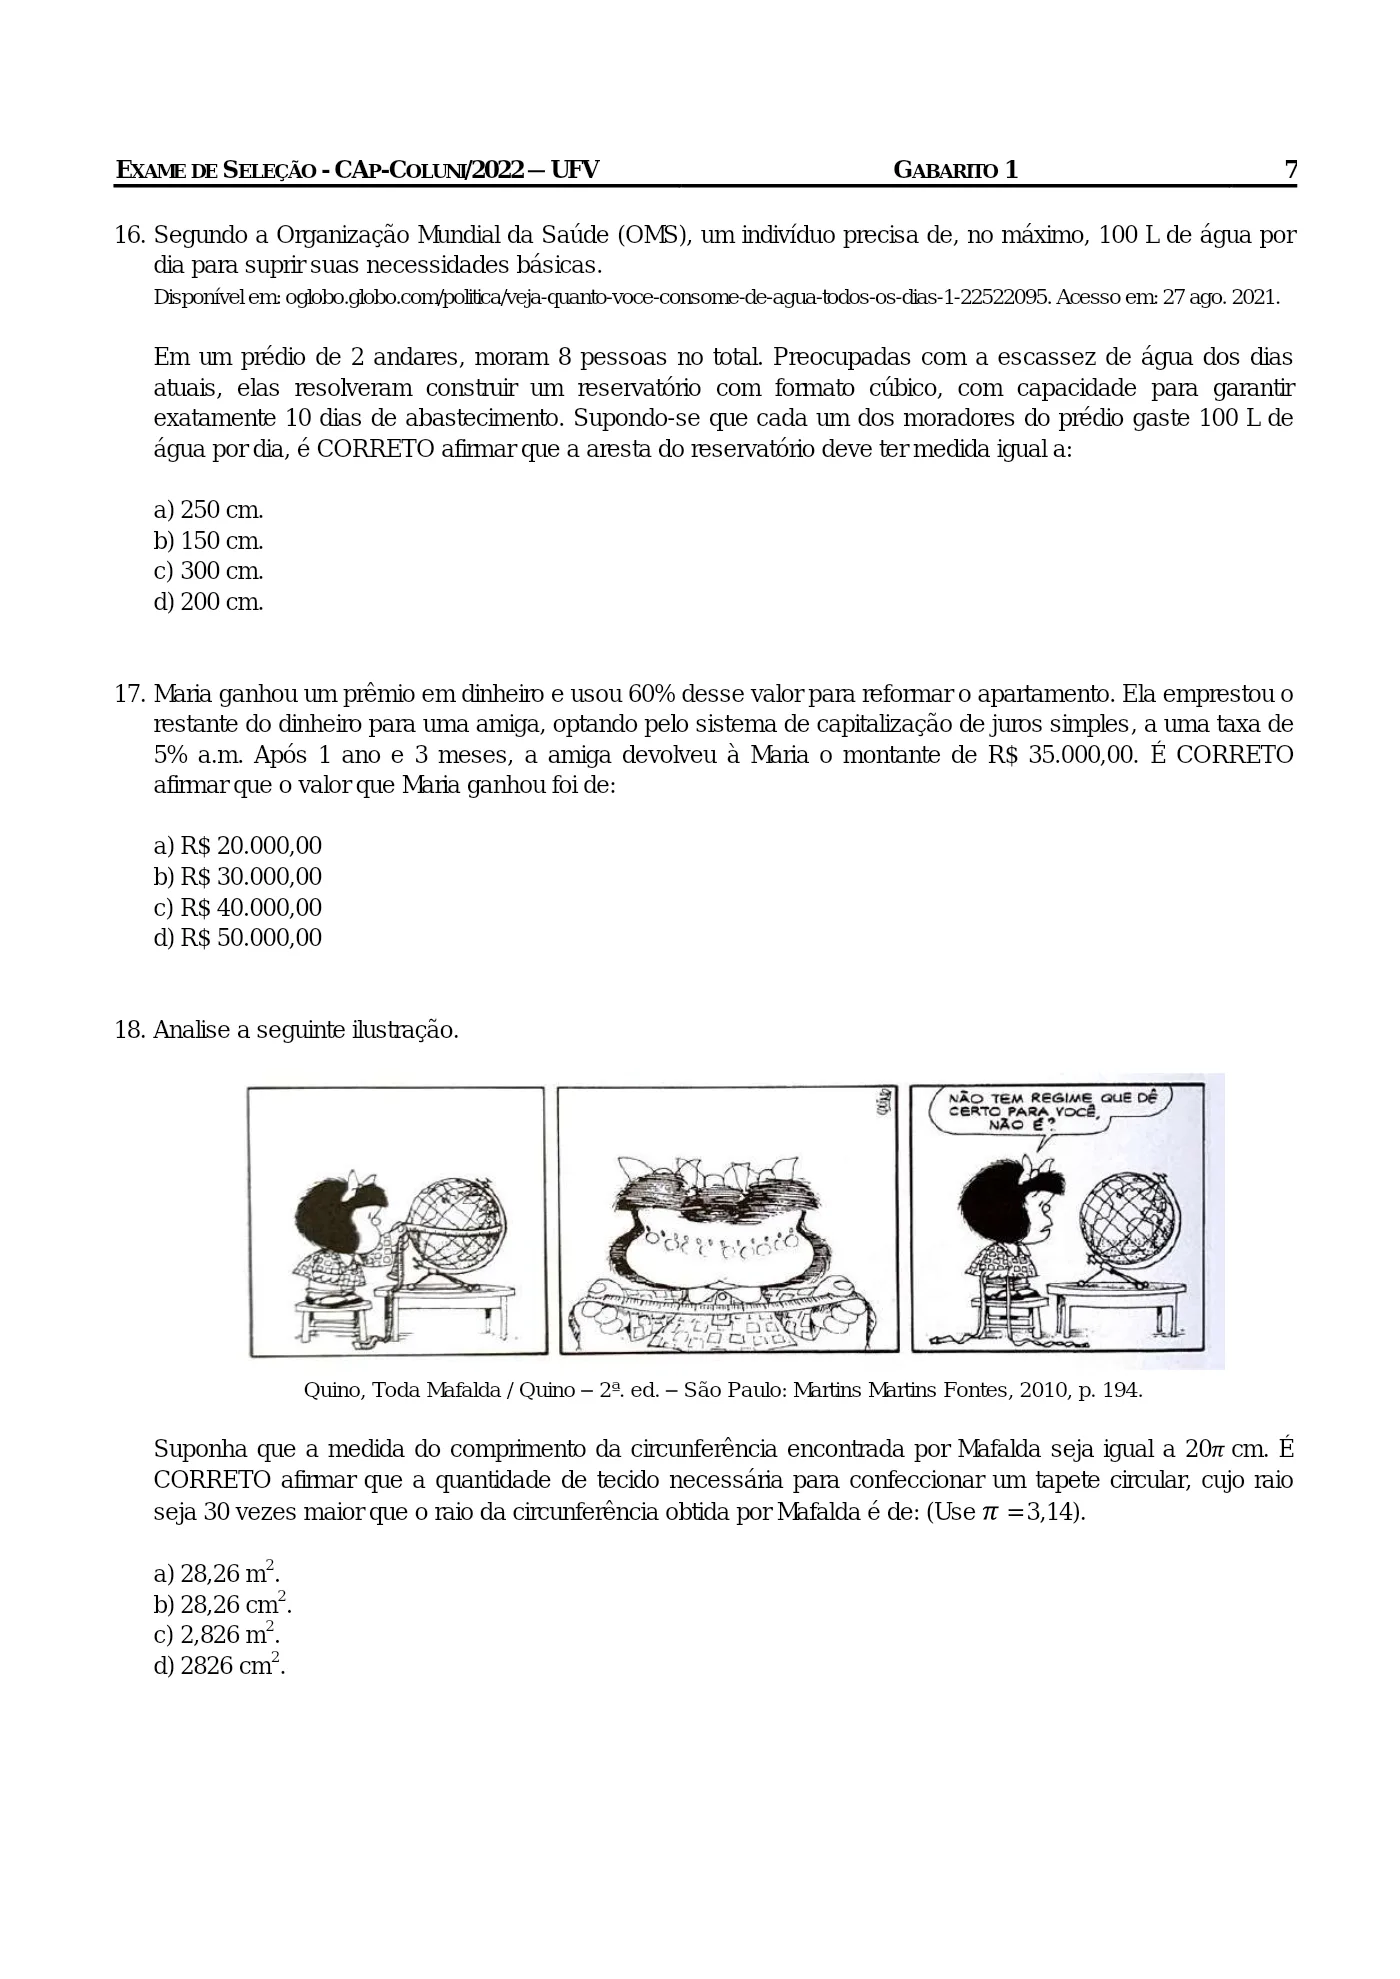 EXAME DE SELEÇÃO - CAP-COLUNI/2022 — UFV GABARITO 1 7
16. Segundo a Organização Mundial da Saúde (OMS), um indivíduo precisa de, no máximo, 100 L de água por
dia para suprir suas necessidades básicas.
Disponível em: oglobo.globo.com/politica/veja-quanto-voce-consome-de-agua-todos-os-dias-1-22522095. Acesso em: 27 ago. 2021.
Em um prédio de 2 andares, moram 8 pessoas no total. Preocupadas com a escassez de água dos dias
atuais, elas resolveram construir um reservatório com formato cúbico, com capacidade para garantir
exatamente 10 dias de abastecimento. Supondo-se que cada um dos moradores do prédio gaste 100 L de
água por dia, é CORRETO afirmar que a aresta do reservatório deve ter medida igual a:
a) 250 cm.
b) 150 cm.
c) 300 cm.
d) 200 cm.
17. Maria ganhou um prêmio em dinheiro e usou 60% desse valor para reformar o apartamento. Ela emprestou o
restante do dinheiro para uma amiga, optando pelo sistema de capitalização de juros simples, a uma taxa de
5% a.m. Após 1 ano e 3 meses, a amiga devolveu à Maria o montante de R$ 35.000,00. É CORRETO
afirmar que o valor que Maria ganhou foi de:
a) R$ 20.000,00
b) R$ 30.000,00
c) R$ 40.000,00
d) R$ 50.000,00
18. Analise a seguinte ilustração.
NÃO TEM REGIME QUE DÊ
CERTO PARA VOCÊ,
NÃO É?
Quino, Toda Mafalda / Quino – 2ª. ed. – São Paulo: Martins Martins Fontes, 2010, p. 194.
Suponha que a medida do comprimento da circunferência encontrada por Mafalda seja igual a 20π cm. É
CORRETO afirmar que a quantidade de tecido necessária para confeccionar um tapete circular, cujo raio
seja 30 vezes maior que o raio da circunferência obtida por Mafalda é de: (Use π = 3,14).
a) 28,26 m².
b) 28,26 cm².
c) 2,826 m².
d) 2826 cm².